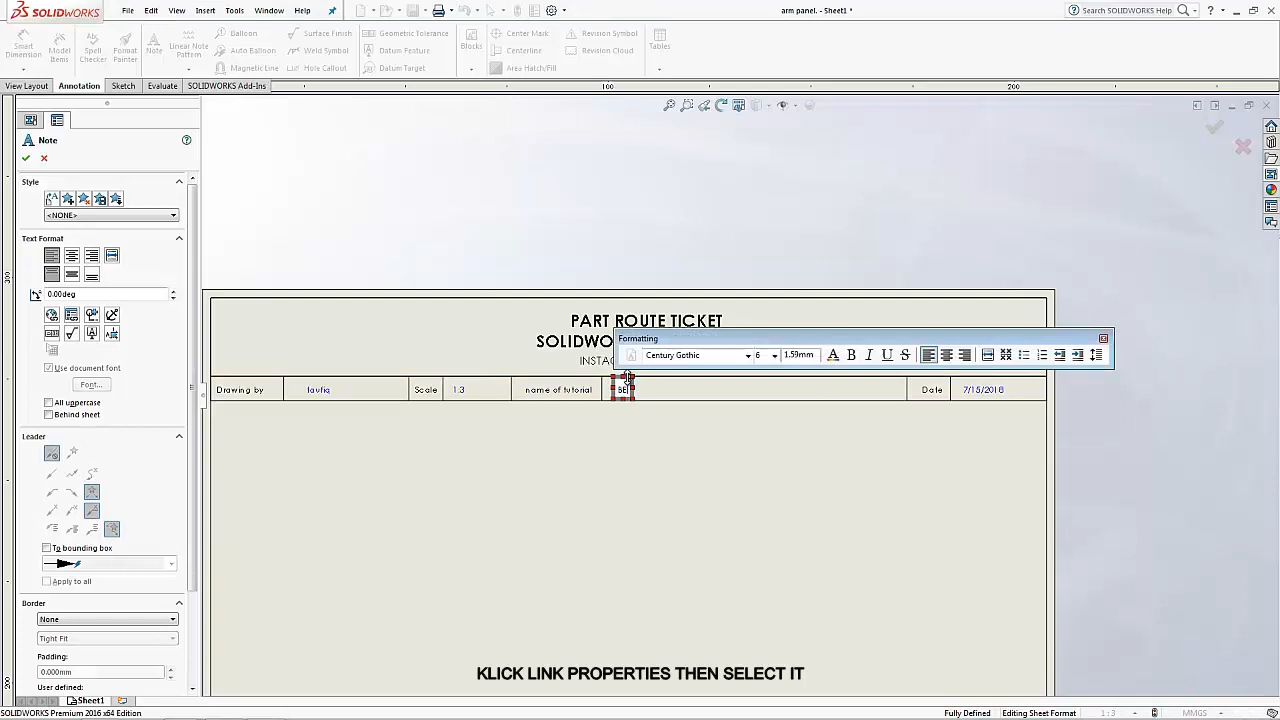 SOLIDWORKS
File Edit View Insert Tools Window Help
arm panel. - Sheet1 *
Search SOLIDWORKS Help
Smart Dimension
Model Items
Spell Checker
Format Painter
Note
Linear Note Pattern
Balloon
Auto Balloon
Magnetic Line
Surface Finish
Weld Symbol
Hole Callout
Geometric Tolerance
Datum Feature
Datum Target
Blocks
Center Mark
Centerline
Area Hatch/Fill
Revision Symbol
Revision Cloud
Tables
View Layout Annotation Sketch Evaluate SOLIDWORKS Add-Ins
100 200
Note
Style
<NONE>
Text Format
0.00deg
Use document font
Font...
All uppercase
Behind sheet
Leader
To bounding box
Apply to all
Border
None
Tight Fit
Padding:
0.000mm
User defined:
300
200
PART ROUTE TICKET
SOLIDWO
INSTAG
Formatting
Century Gothic 6 1.59mm
Drawing by taufiq Scale 1:3 name of tutorial BE Date 7/15/2018
KLICK LINK PROPERTIES THEN SELECT IT
Sheet1
SOLIDWORKS Premium 2016 x64 Edition
Fully Defined Editing Sheet Format 1 : 3 MMGS